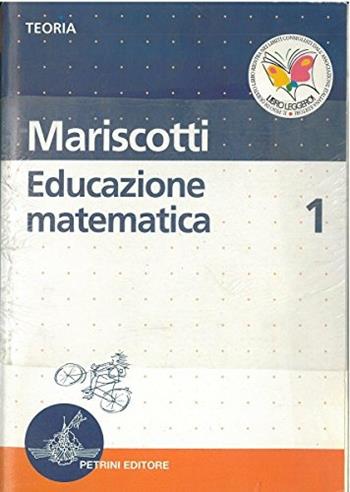 TEORIA
LIBRO LEGGERO!
Mariscotti
Educazione
matematica
1
PETRINI EDITORE